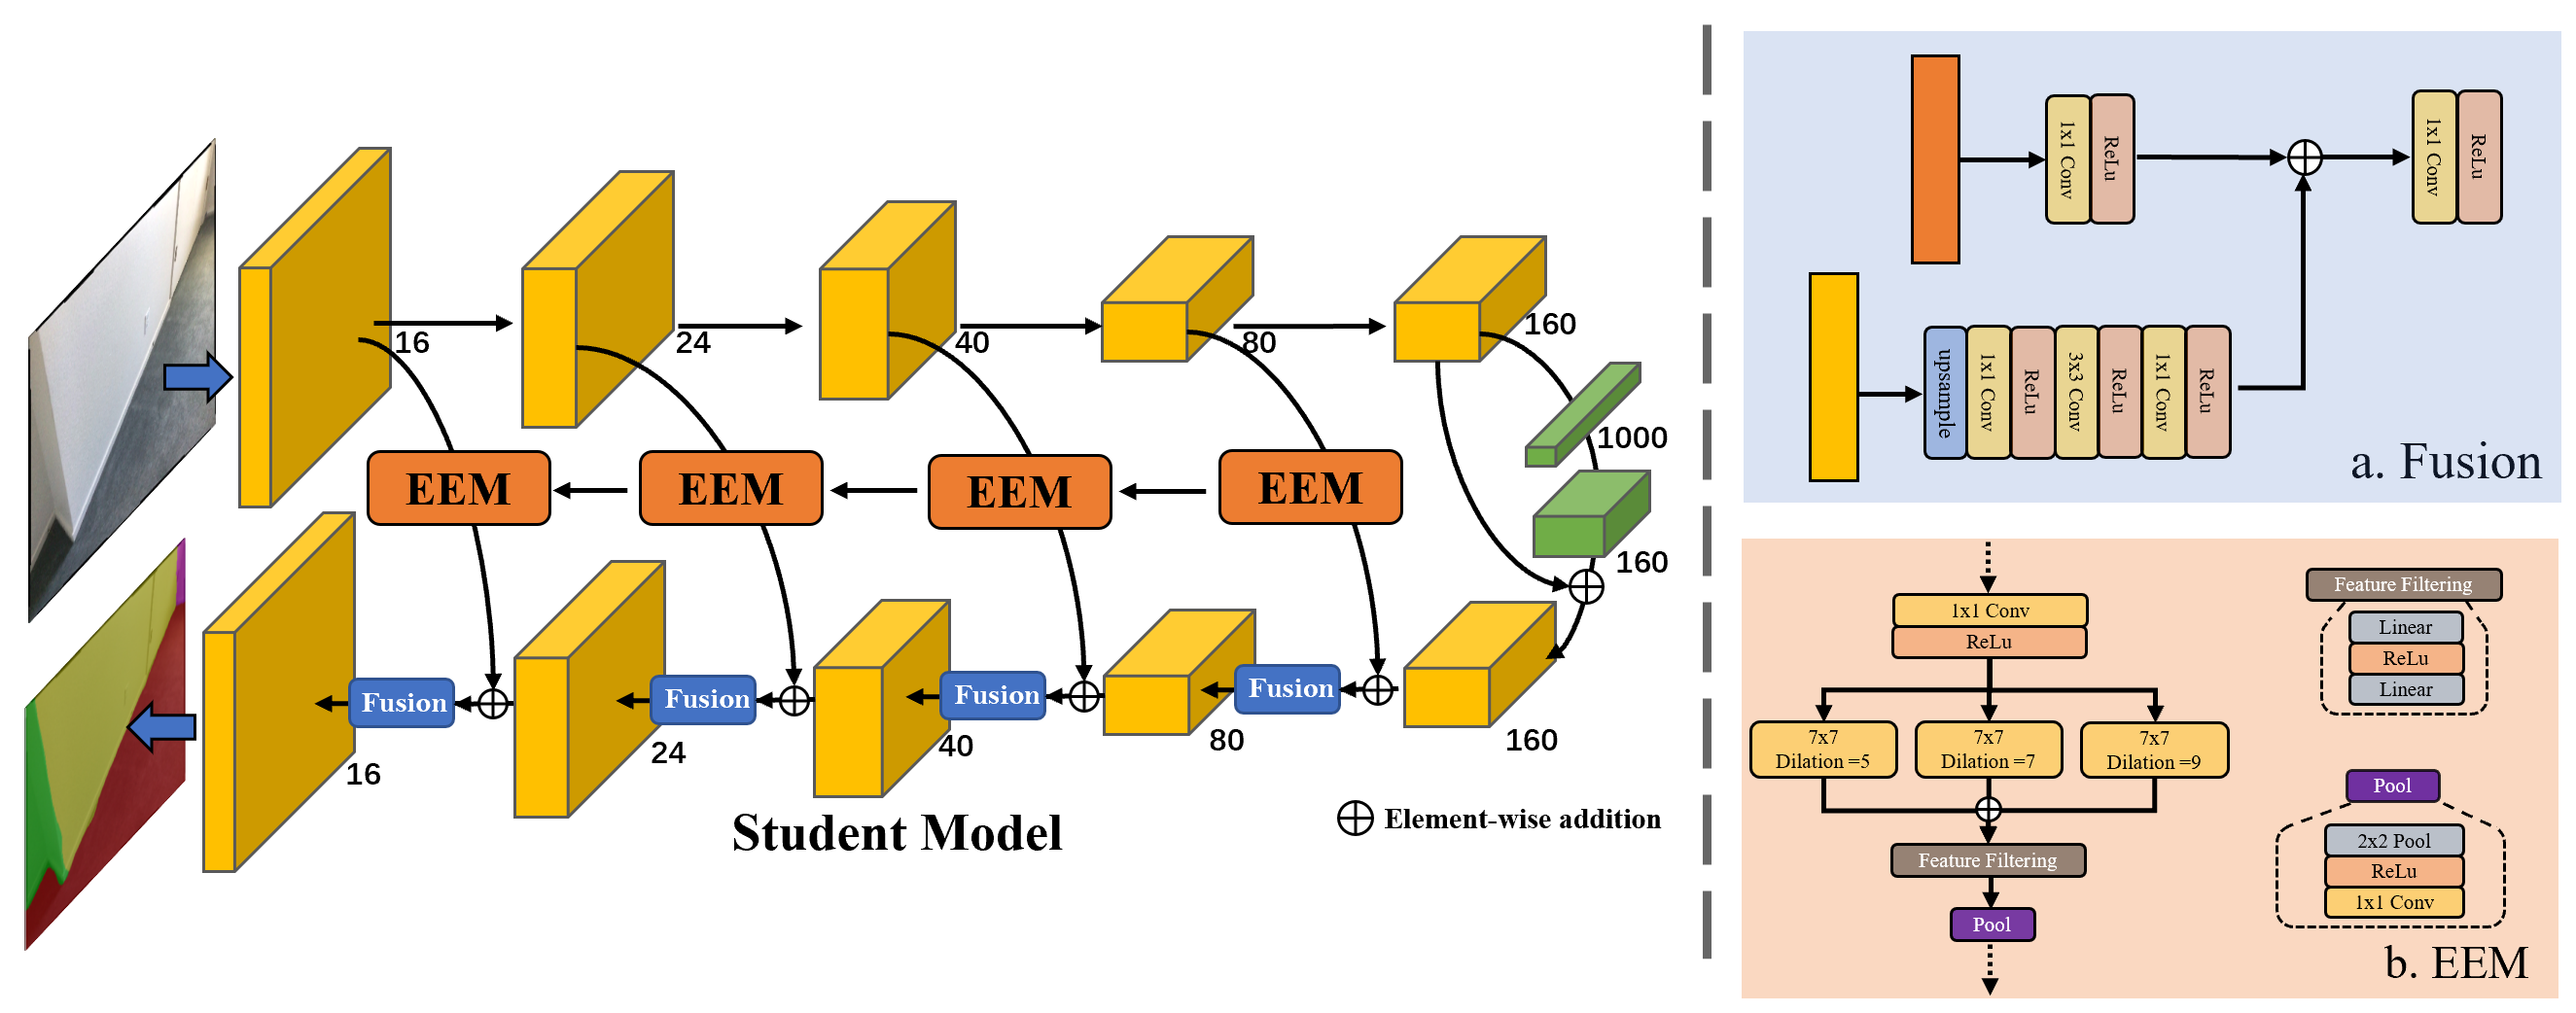 16
24
40
80
160
1000
160
EEM
EEM
EEM
EEM
Fusion
Fusion
Fusion
Fusion
16
24
40
80
160
Student Model
Element-wise addition
1x1 Conv
ReLu
1x1 Conv
ReLu
upsample
1x1 Conv
ReLu
3x3 Conv
ReLu
1x1 Conv
ReLu
a. Fusion
1x1 Conv
ReLu
7x7
Dilation =5
7x7
Dilation =7
7x7
Dilation =9
Feature Filtering
Pool
Feature Filtering
Linear
ReLu
Linear
Pool
2x2 Pool
ReLu
1x1 Conv
b. EEM